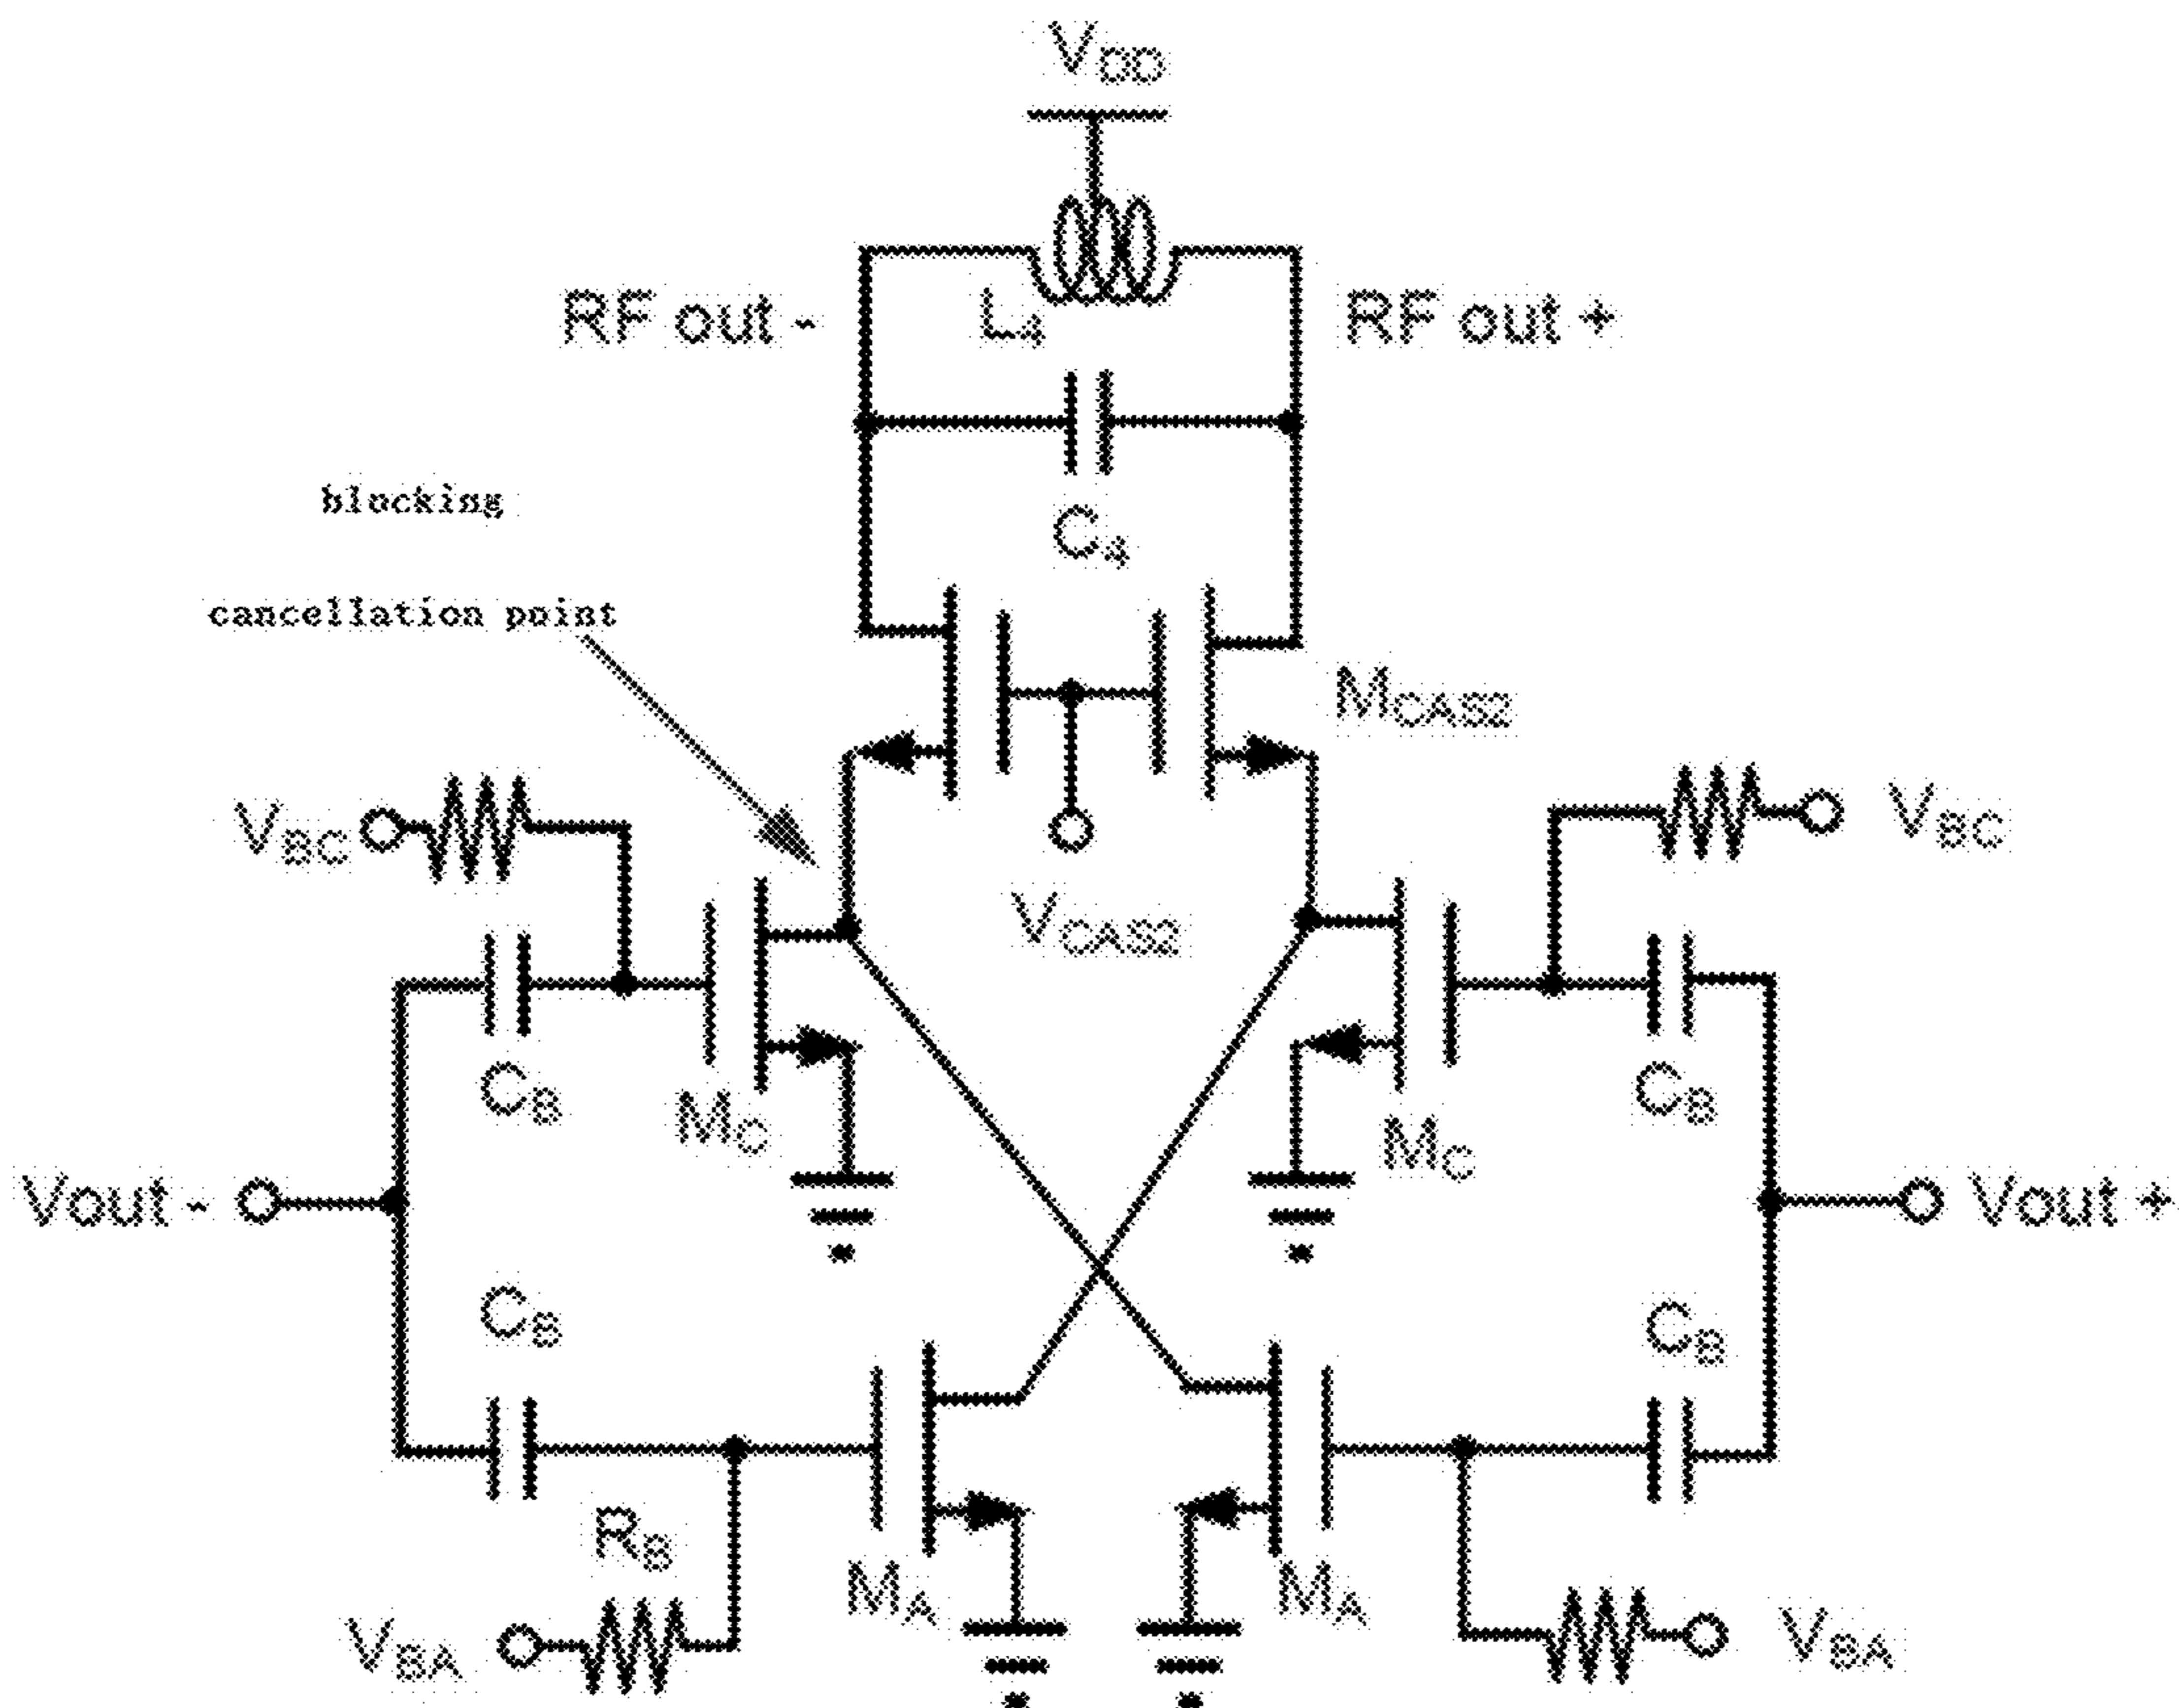 VDD
RF out -
L4
RF out +
C4
blocking
cancellation point
MCAS2
VBC
VBC
VCAS2
CB
MC
MC
CB
Vout -
Vout +
CB
CB
RB
MA
MA
VBA
VBA